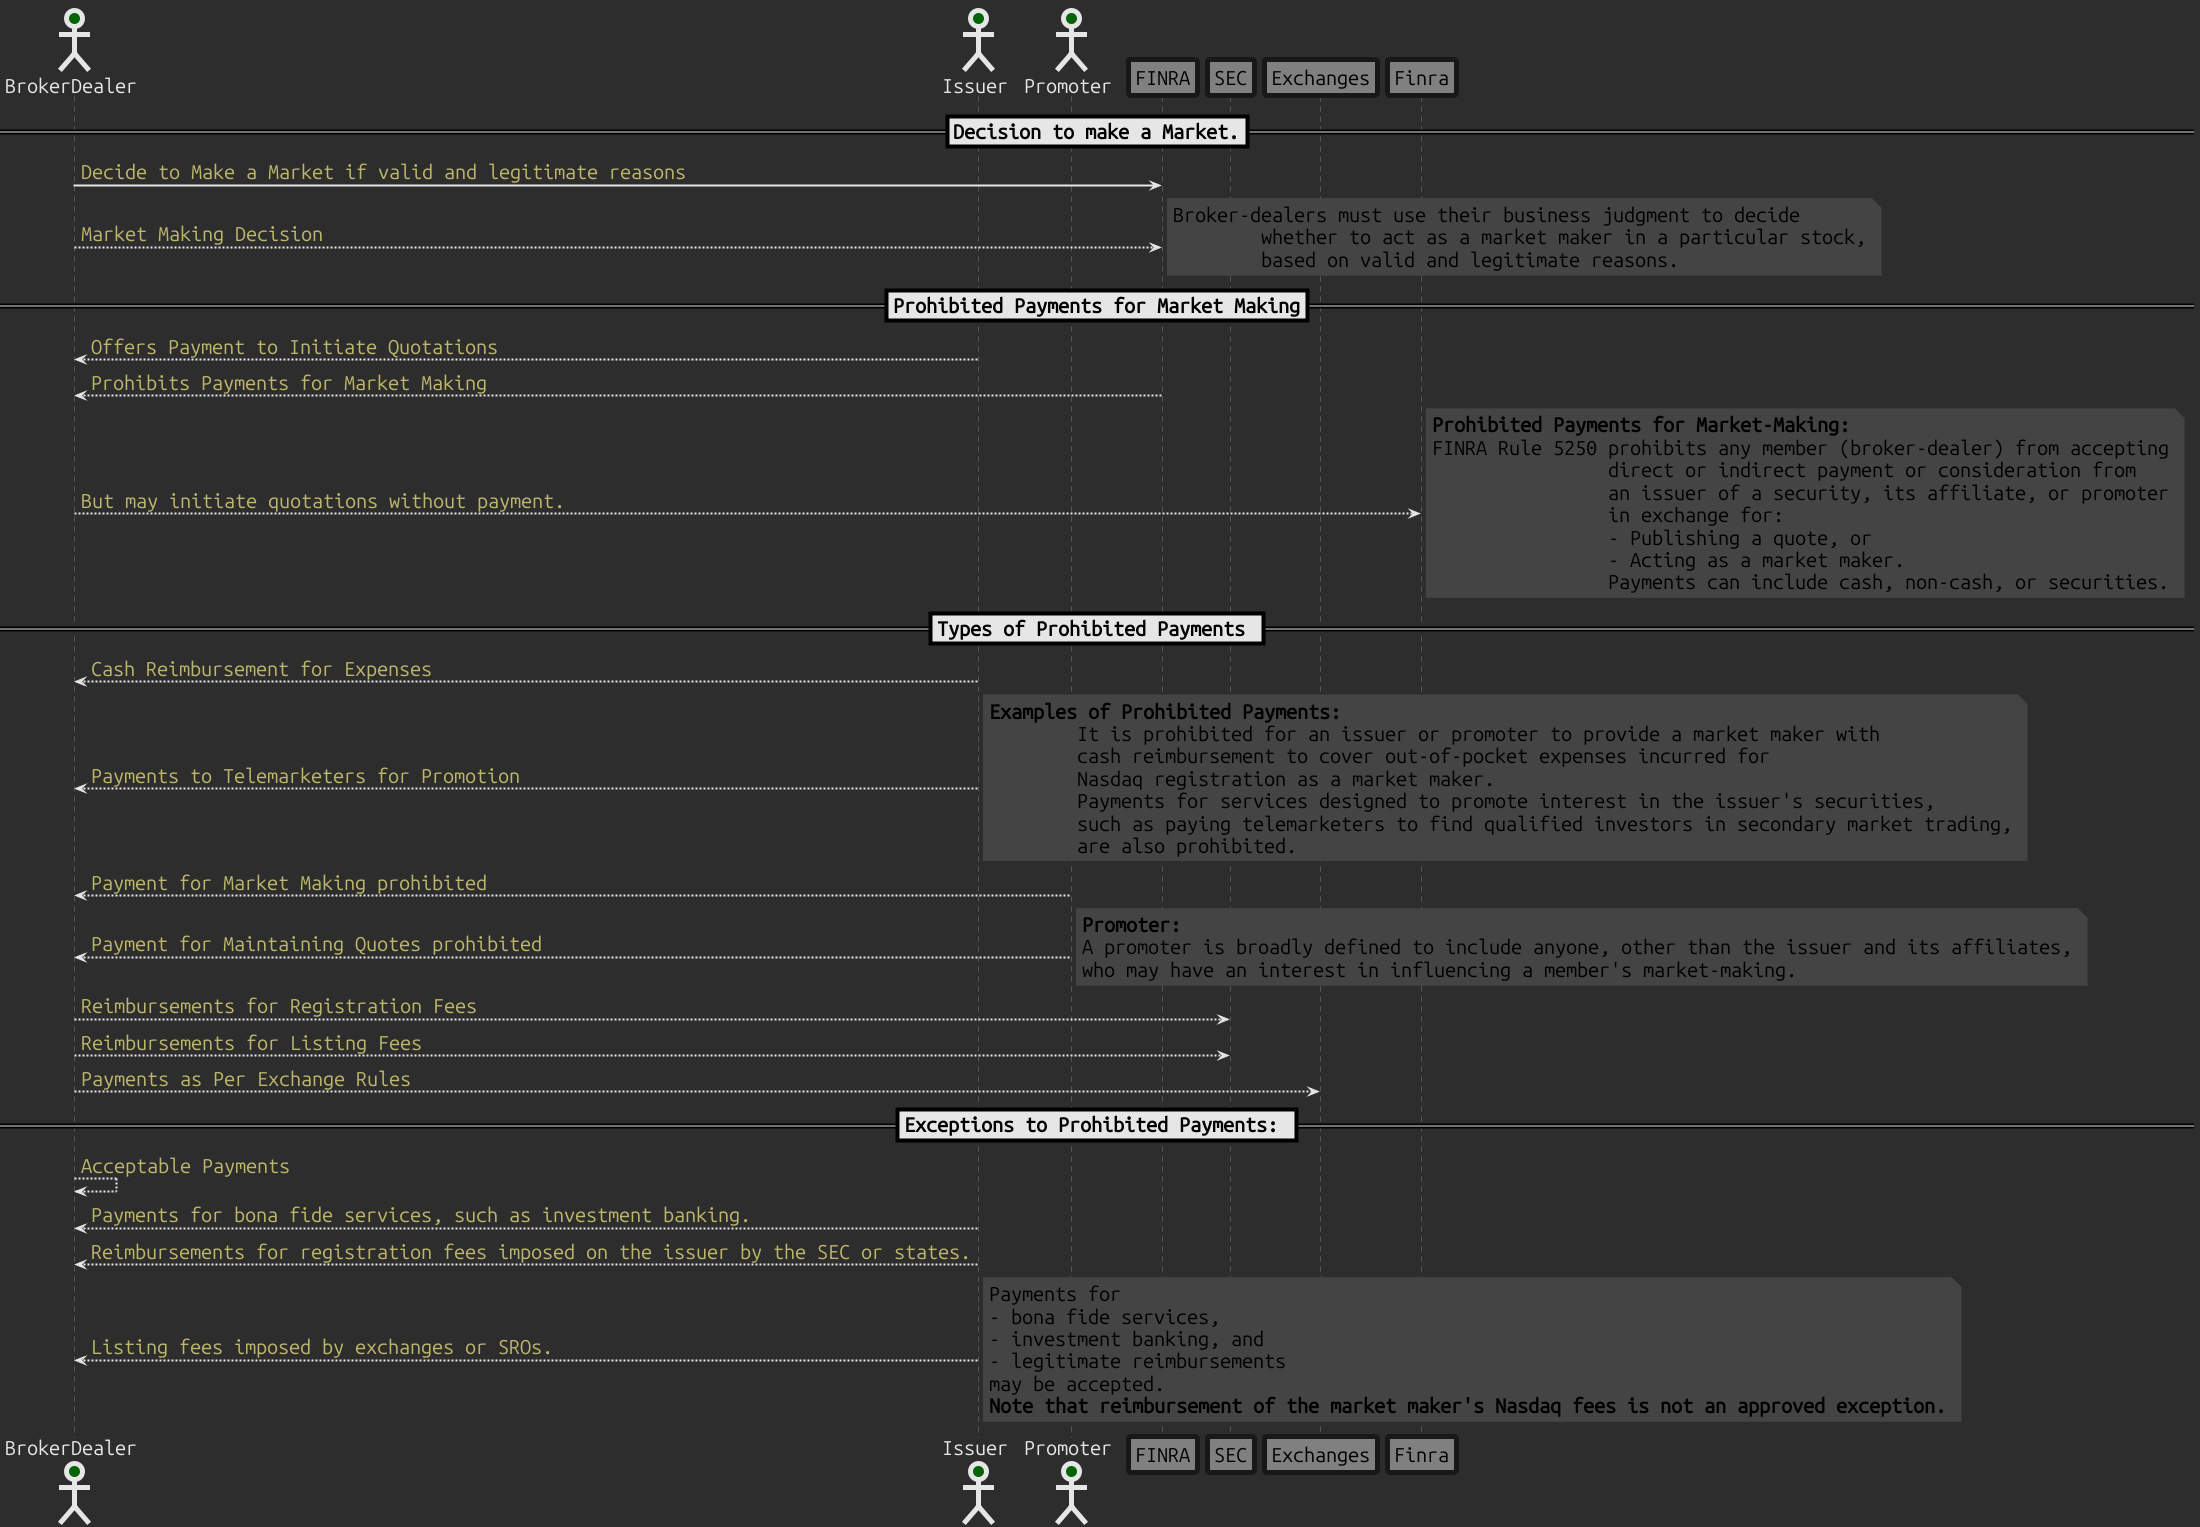 BrokerDealer
Issuer
Promoter
FINRA
SEC
Exchanges
Finra
Decision to make a Market.
Decide to Make a Market if valid and legitimate reasons
Broker-dealers must use their business judgment to decide
whether to act as a market maker in a particular stock,
based on valid and legitimate reasons.
Market Making Decision
Prohibited Payments for Market Making
Offers Payment to Initiate Quotations
Prohibits Payments for Market Making
Prohibited Payments for Market-Making:
FINRA Rule 5250 prohibits any member (broker-dealer) from accepting
direct or indirect payment or consideration from
an issuer of a security, its affiliate, or promoter
in exchange for:
- Publishing a quote, or
- Acting as a market maker.
Payments can include cash, non-cash, or securities.
But may initiate quotations without payment.
Types of Prohibited Payments
Cash Reimbursement for Expenses
Examples of Prohibited Payments:
It is prohibited for an issuer or promoter to provide a market maker with
cash reimbursement to cover out-of-pocket expenses incurred for
Nasdaq registration as a market maker.
Payments for services designed to promote interest in the issuer's securities,
such as paying telemarketers to find qualified investors in secondary market trading,
are also prohibited.
Payments to Telemarketers for Promotion
Payment for Market Making prohibited
Promoter:
A promoter is broadly defined to include anyone, other than the issuer and its affiliates,
who may have an interest in influencing a member's market-making.
Payment for Maintaining Quotes prohibited
Reimbursements for Registration Fees
Reimbursements for Listing Fees
Payments as Per Exchange Rules
Exceptions to Prohibited Payments:
Acceptable Payments
Payments for bona fide services, such as investment banking.
Reimbursements for registration fees imposed on the issuer by the SEC or states.
Payments for
- bona fide services,
- investment banking, and
- legitimate reimbursements
may be accepted.
Note that reimbursement of the market maker's Nasdaq fees is not an approved exception.
Listing fees imposed by exchanges or SROs.
BrokerDealer
Issuer
Promoter
FINRA
SEC
Exchanges
Finra